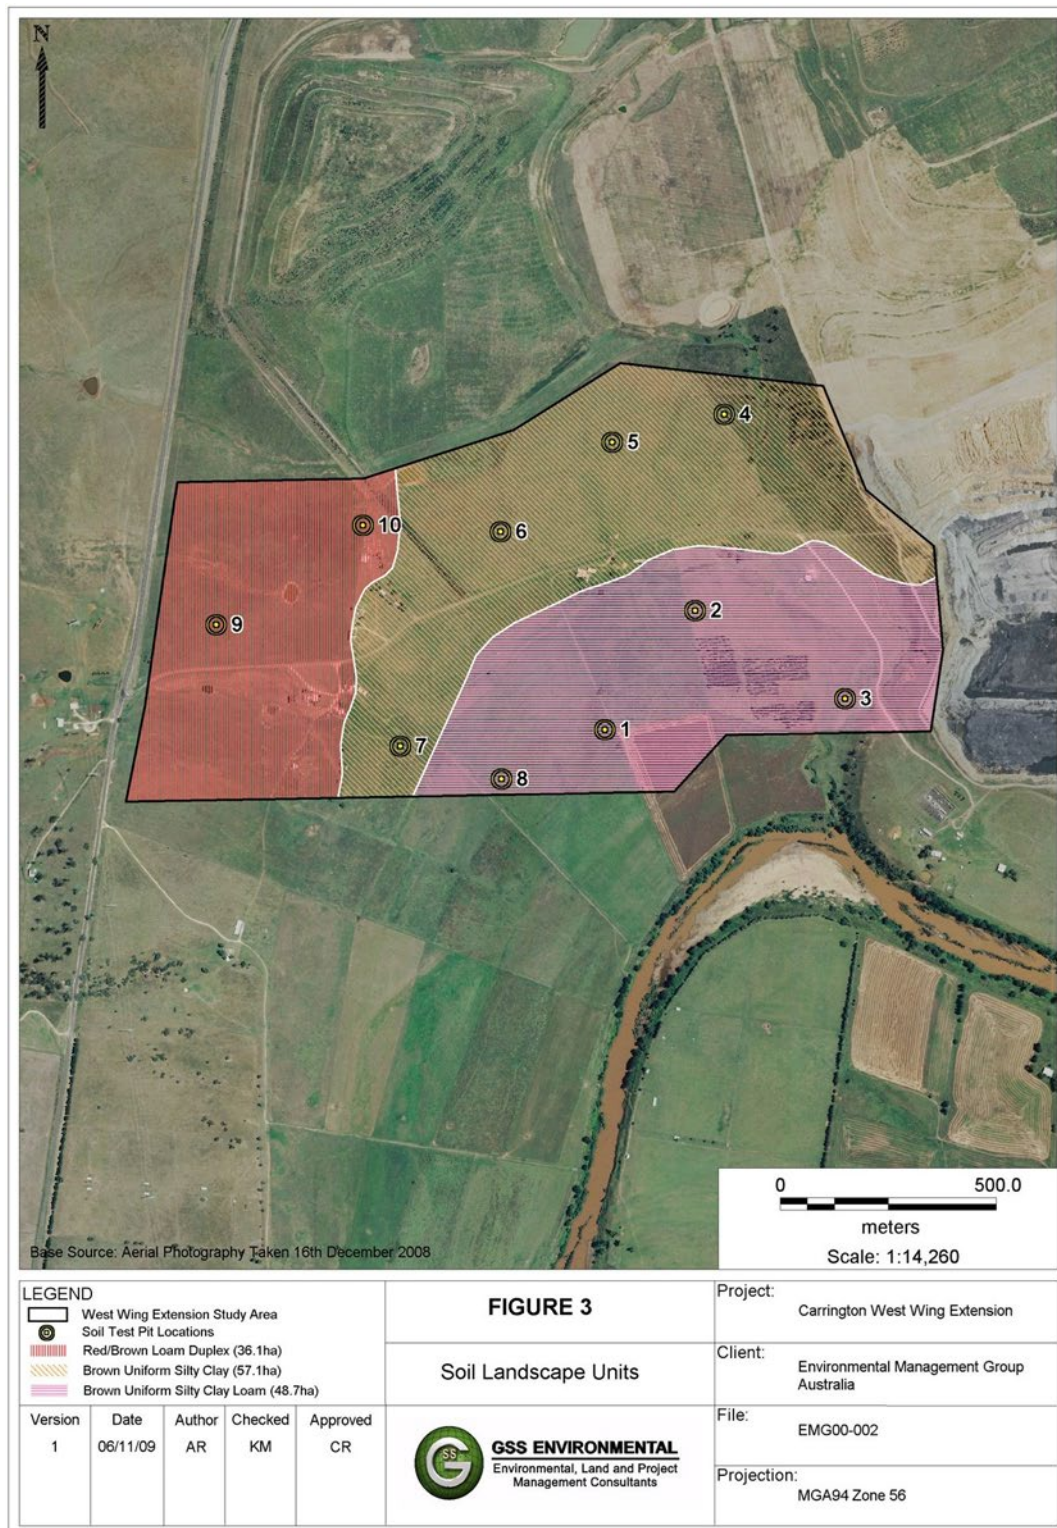 N
4
5
10
6
9
2
3
1
7
8
0 500.0
meters
Scale: 1:14,260
Base Source: Aerial Photography Taken 16th December 2008
LEGEND
West Wing Extension Study Area
Soil Test Pit Locations
Red/Brown Loam Duplex (36.1ha)
Brown Uniform Silty Clay (57.1ha)
Brown Uniform Silty Clay Loam (48.7ha)
FIGURE 3
Soil Landscape Units
Project:
Carrington West Wing Extension
Client:
Environmental Management Group
Australia
File:
EMG00-002
Projection:
MGA94 Zone 56
Version Date Author Checked Approved
1 06/11/09 AR KM CR
GSS
GSS ENVIRONMENTAL
Environmental, Land and Project
Management Consultants